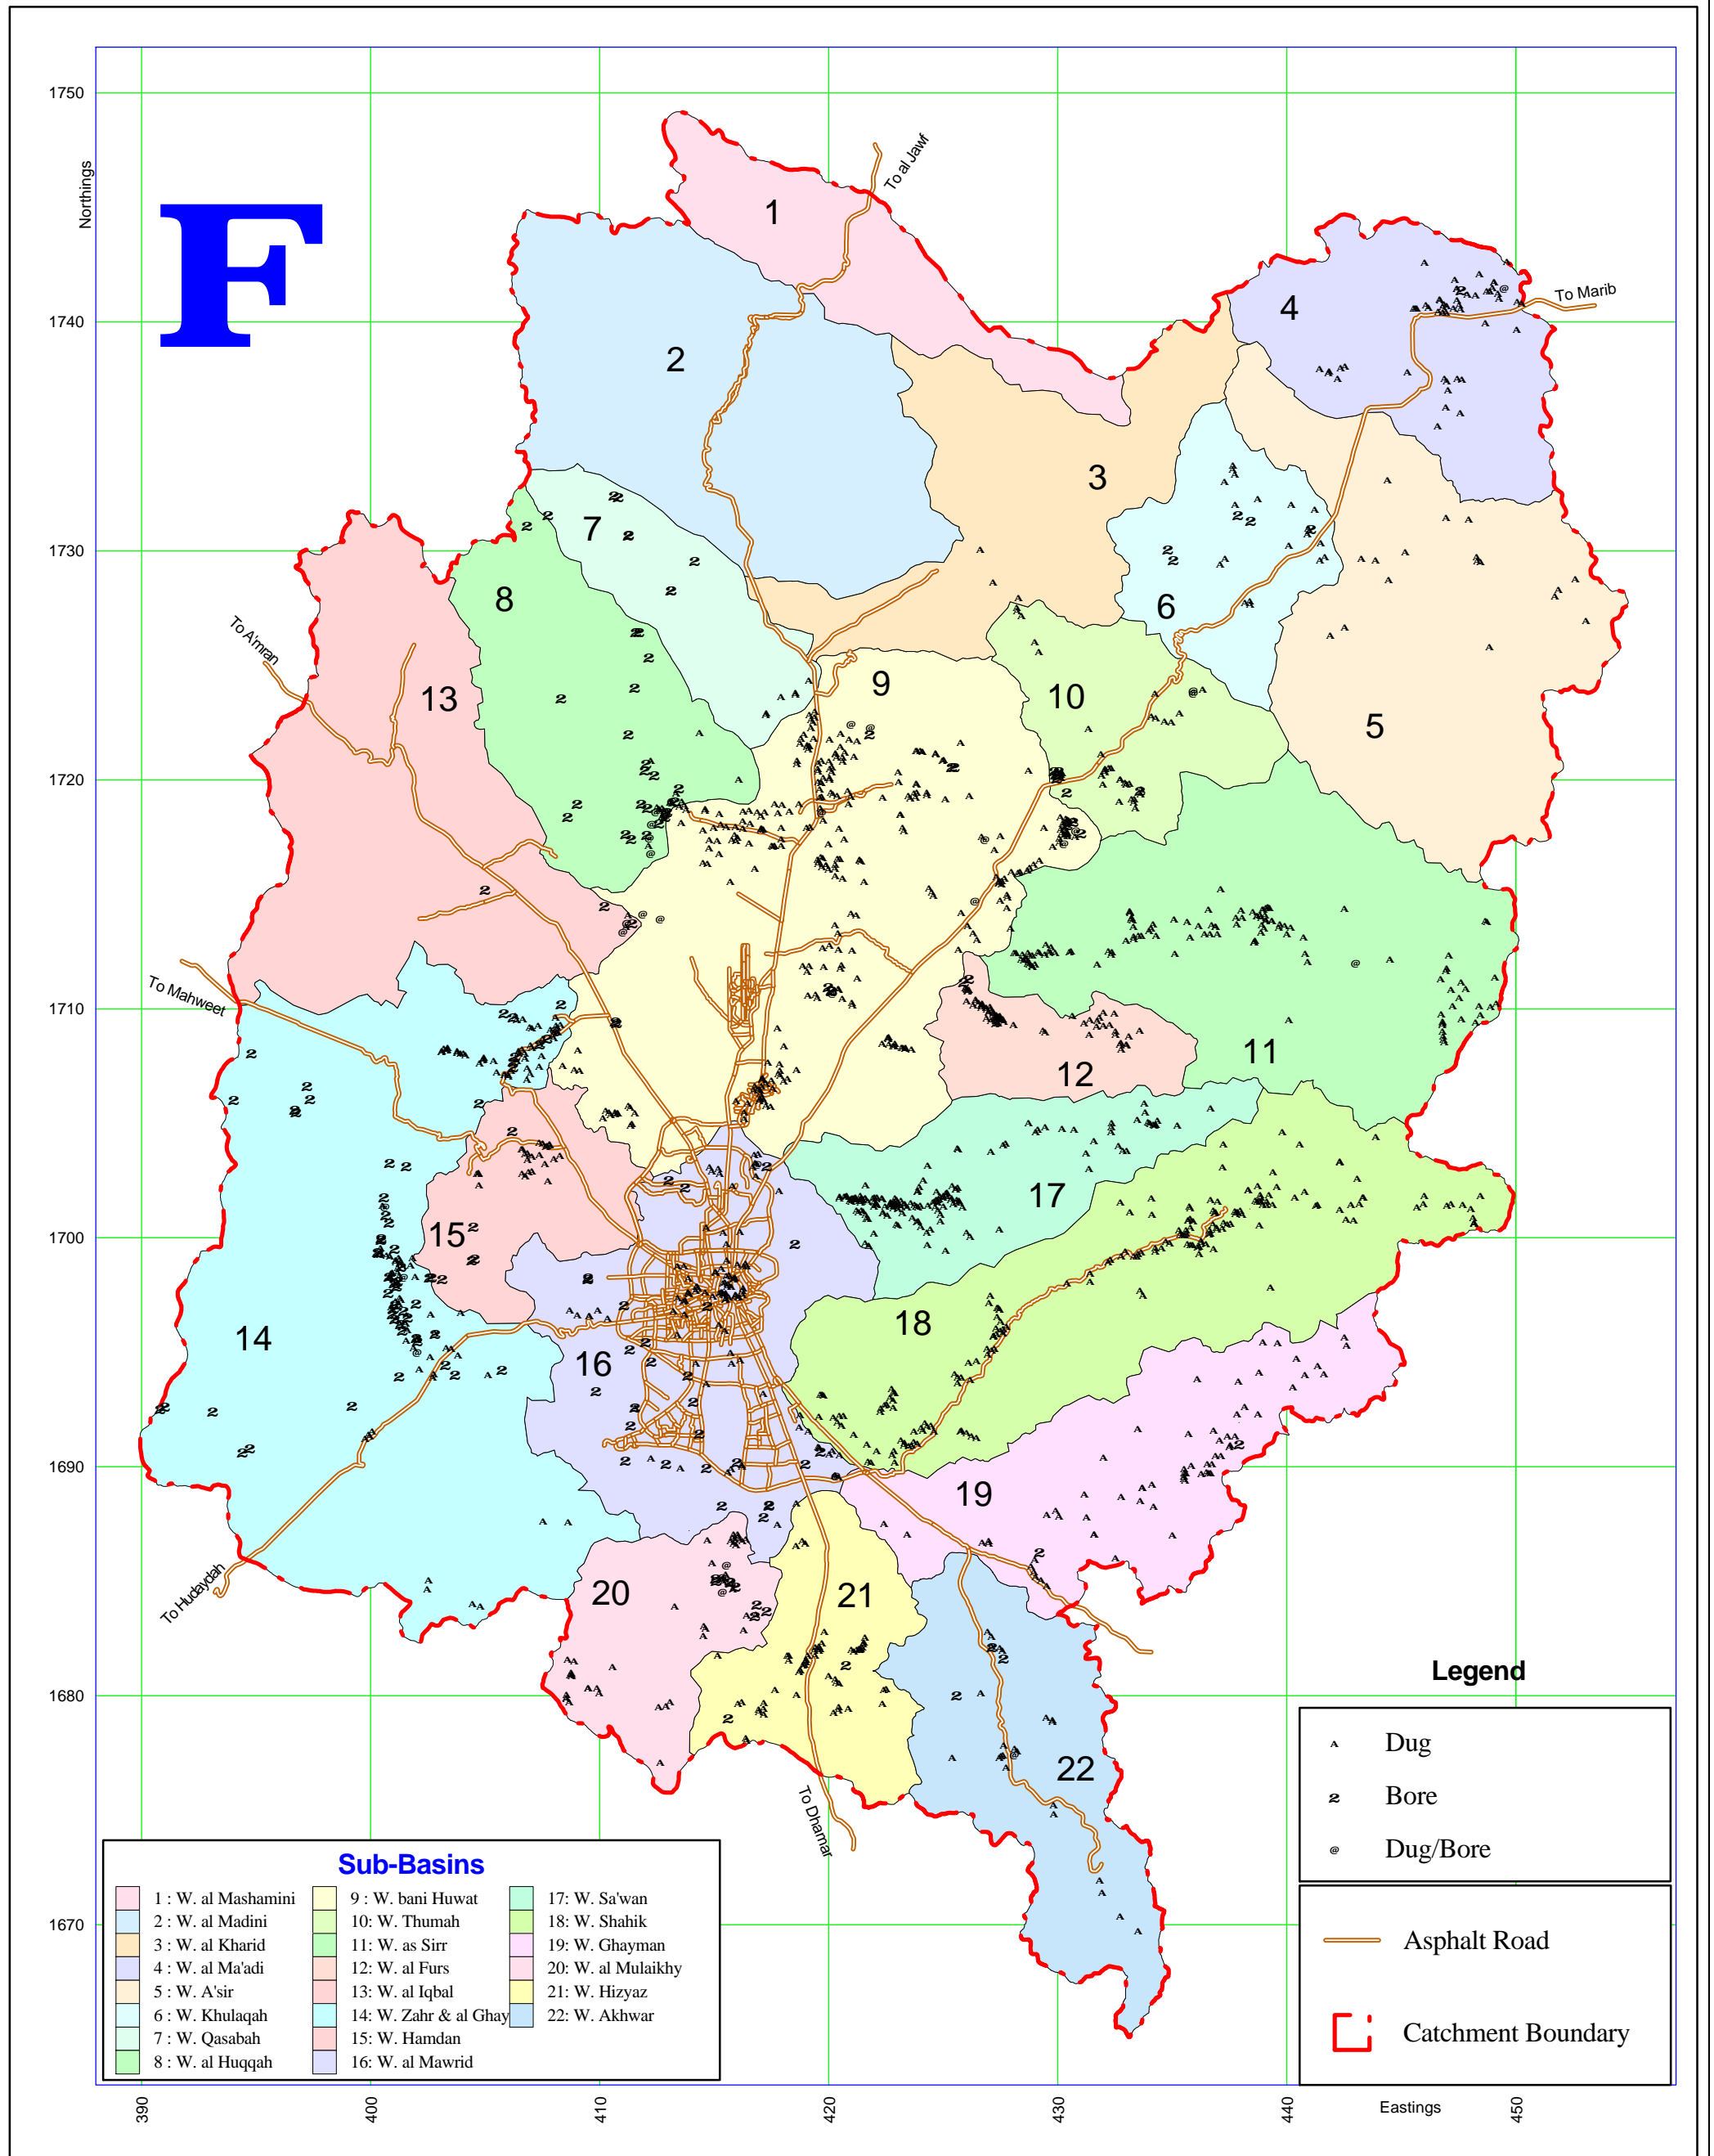 1750
1740
1730
1720
1710
1700
1690
1680
1670
Northings
F
To al Jawf
To Marib
To A'mran
To Mahweet
To Hudaydah
To Dhamar
1
2
3
4
5
6
7
8
9
10
11
12
13
14
15
16
17
18
19
20
21
22
Legend
Dug
Bore
Dug/Bore
Asphalt Road
Catchment Boundary
Sub-Basins
1 : W. al Mashamini
2 : W. al Madini
3 : W. al Kharid
4 : W. al Ma'adi
5 : W. A'sir
6 : W. Khulaqah
7 : W. Qasabah
8 : W. al Huqqah
9 : W. bani Huwat
10: W. Thumah
11: W. as Sirr
12: W. al Furs
13: W. al Iqbal
14: W. Zahr & al Ghay
15: W. Hamdan
16: W. al Mawrid
17: W. Sa'wan
18: W. Shahik
19: W. Ghayman
20: W. al Mulaikhy
21: W. Hizyaz
22: W. Akhwar
390
400
410
420
430
440
Eastings
450